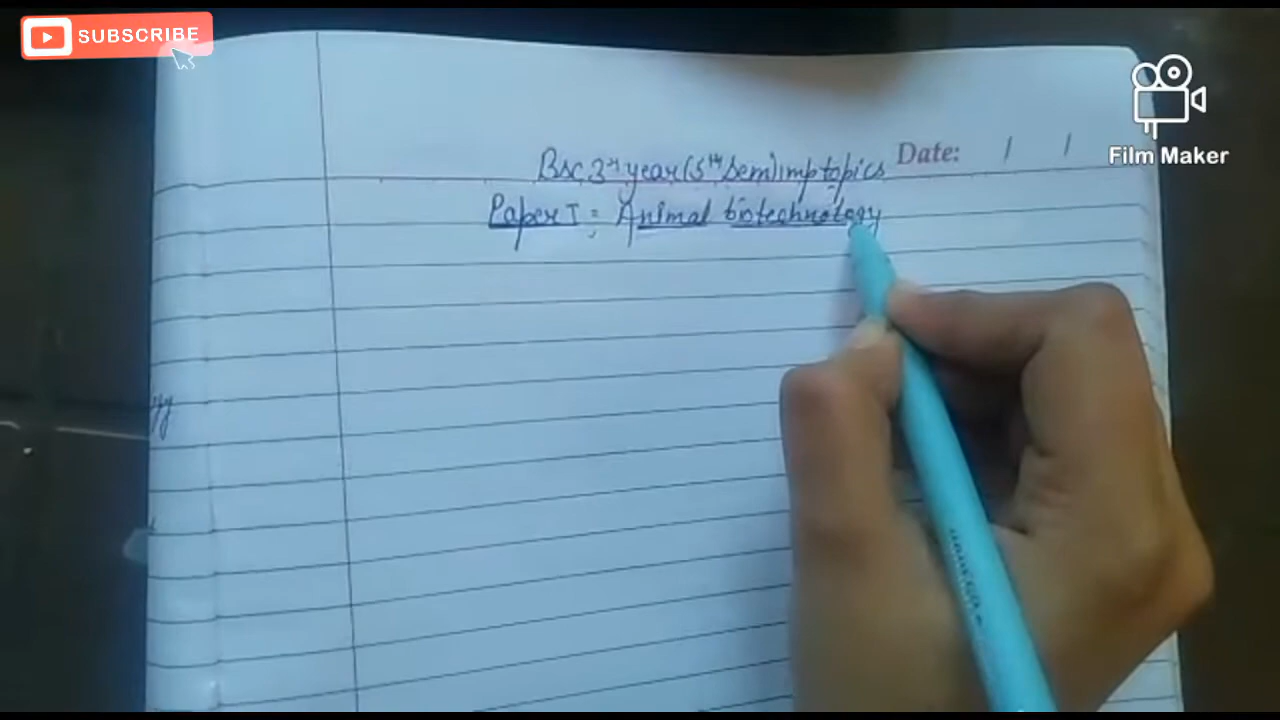 SUBSCRIBE
Film Maker
Date: / /
Bsc 3rd year (5th sem) imp topics
Paper I : Animal biotechnology